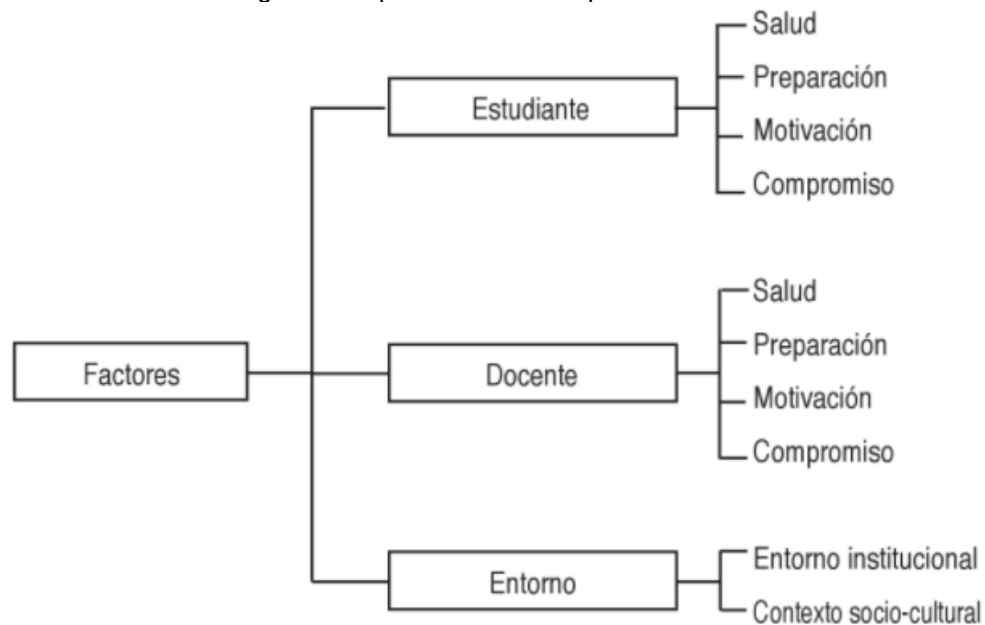 Salud
Preparación
Estudiante
Motivación
Compromiso
Salud
Preparación
Factores
Docente
Motivación
Compromiso
Entorno institucional
Entorno
Contexto socio-cultural